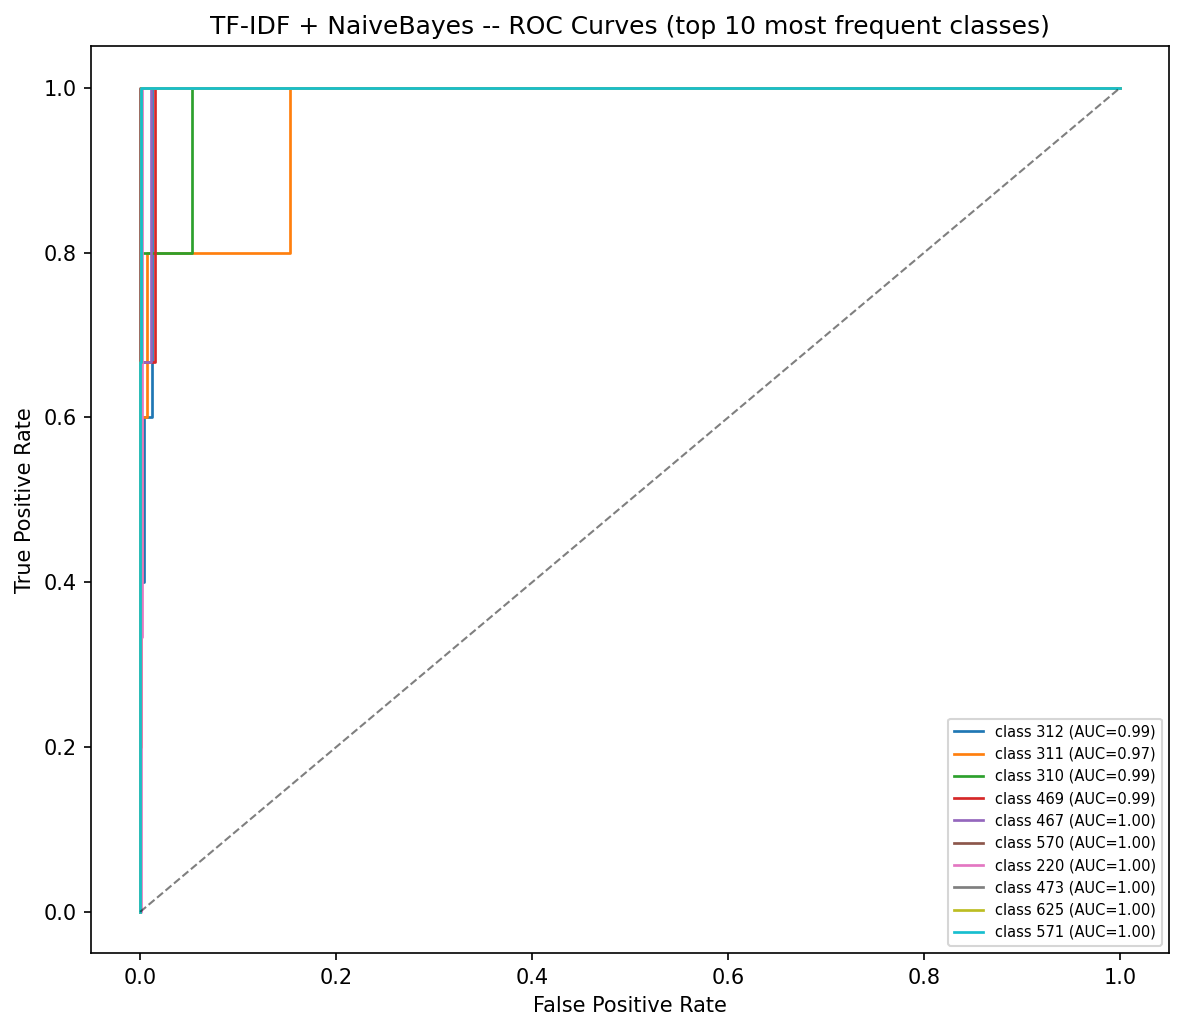 TF-IDF + NaiveBayes -- ROC Curves (top 10 most frequent classes)
True Positive Rate
1.0
0.8
0.6
0.4
0.2
0.0
0.0 0.2 0.4 0.6 0.8 1.0
False Positive Rate
class 312 (AUC=0.99)
class 311 (AUC=0.97)
class 310 (AUC=0.99)
class 469 (AUC=0.99)
class 467 (AUC=1.00)
class 570 (AUC=1.00)
class 220 (AUC=1.00)
class 473 (AUC=1.00)
class 625 (AUC=1.00)
class 571 (AUC=1.00)